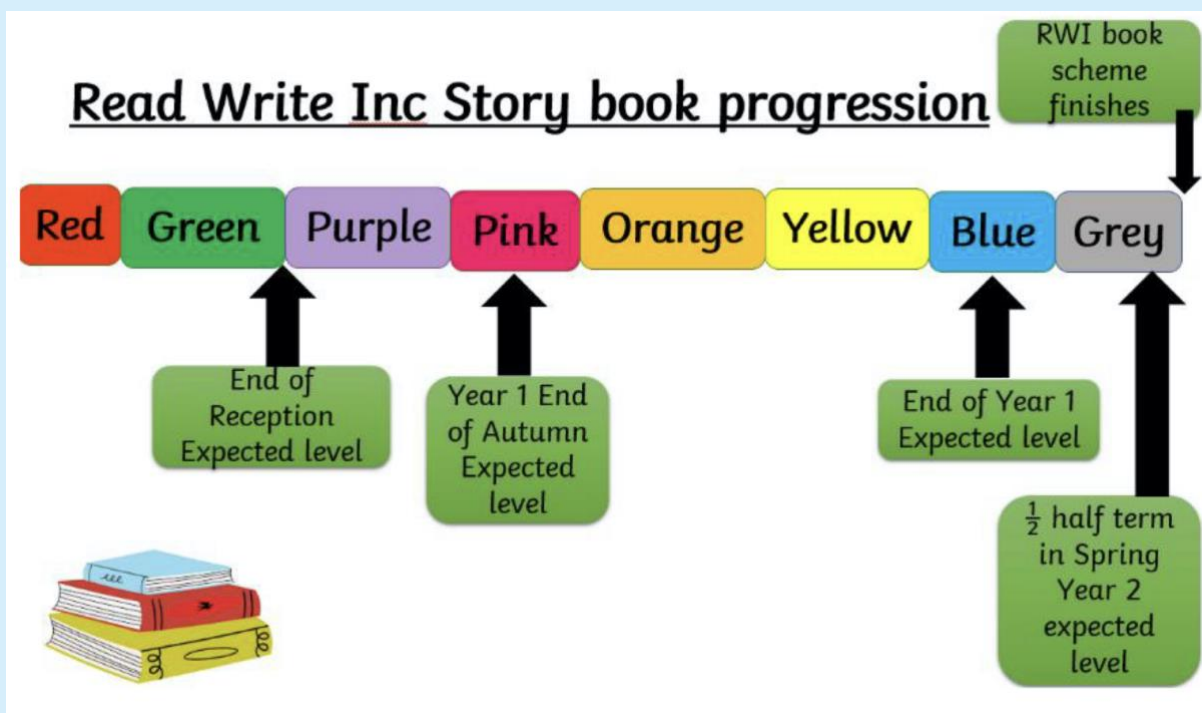 RWI book
scheme
finishes
Read Write Inc Story book progression
Red Green Purple Pink Orange Yellow Blue Grey
End of
Reception
Expected level
Year 1 End
of Autumn
Expected
level
End of Year 1
Expected level
½ half term
in Spring
Year 2
expected
level